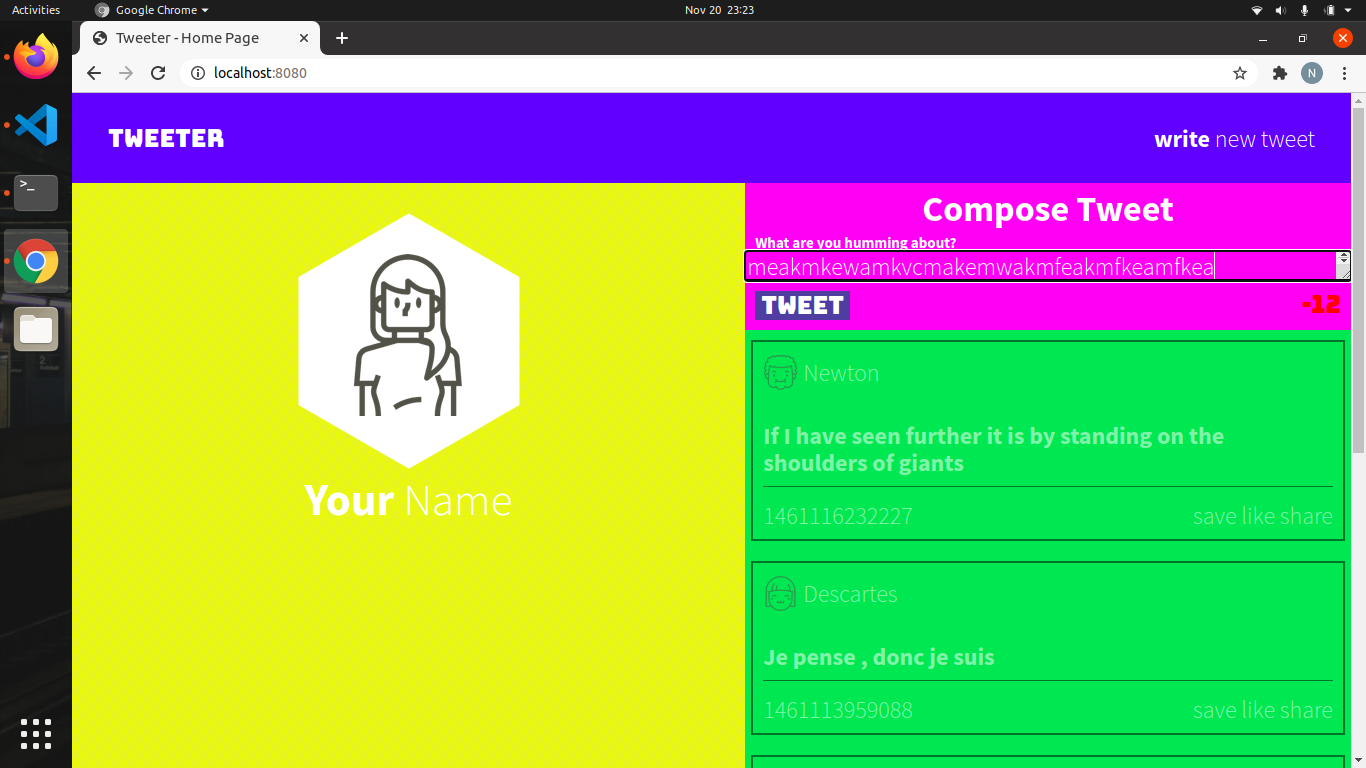 Activities
Google Chrome
Nov 20 23:23
Tweeter - Home Page
localhost:8080
N
TWEETER
write new tweet
Your Name
Compose Tweet
What are you humming about?
meakmkewamkvcmakemwakmfeakmfkeamfkea
TWEET
-12
Newton
If I have seen further it is by standing on the
shoulders of giants
1461116232227
save like share
Descartes
Je pense , donc je suis
1461113959088
save like share